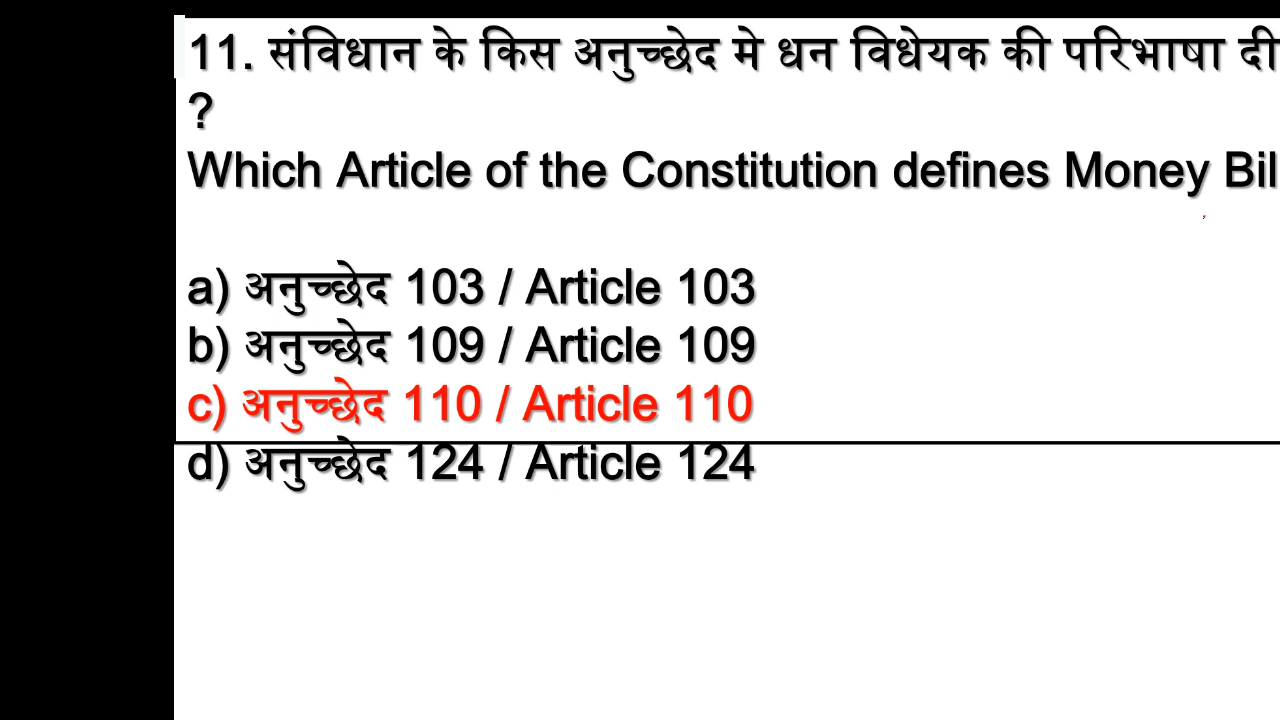 11. संविधान के किस अनुच्छेद मे धन विधेयक की परिभाषा दी
?
Which Article of the Constitution defines Money Bil
a) अनुच्छेद 103 / Article 103
b) अनुच्छेद 109 / Article 109
c) अनुच्छेद 110 / Article 110
d) अनुच्छेद 124 / Article 124